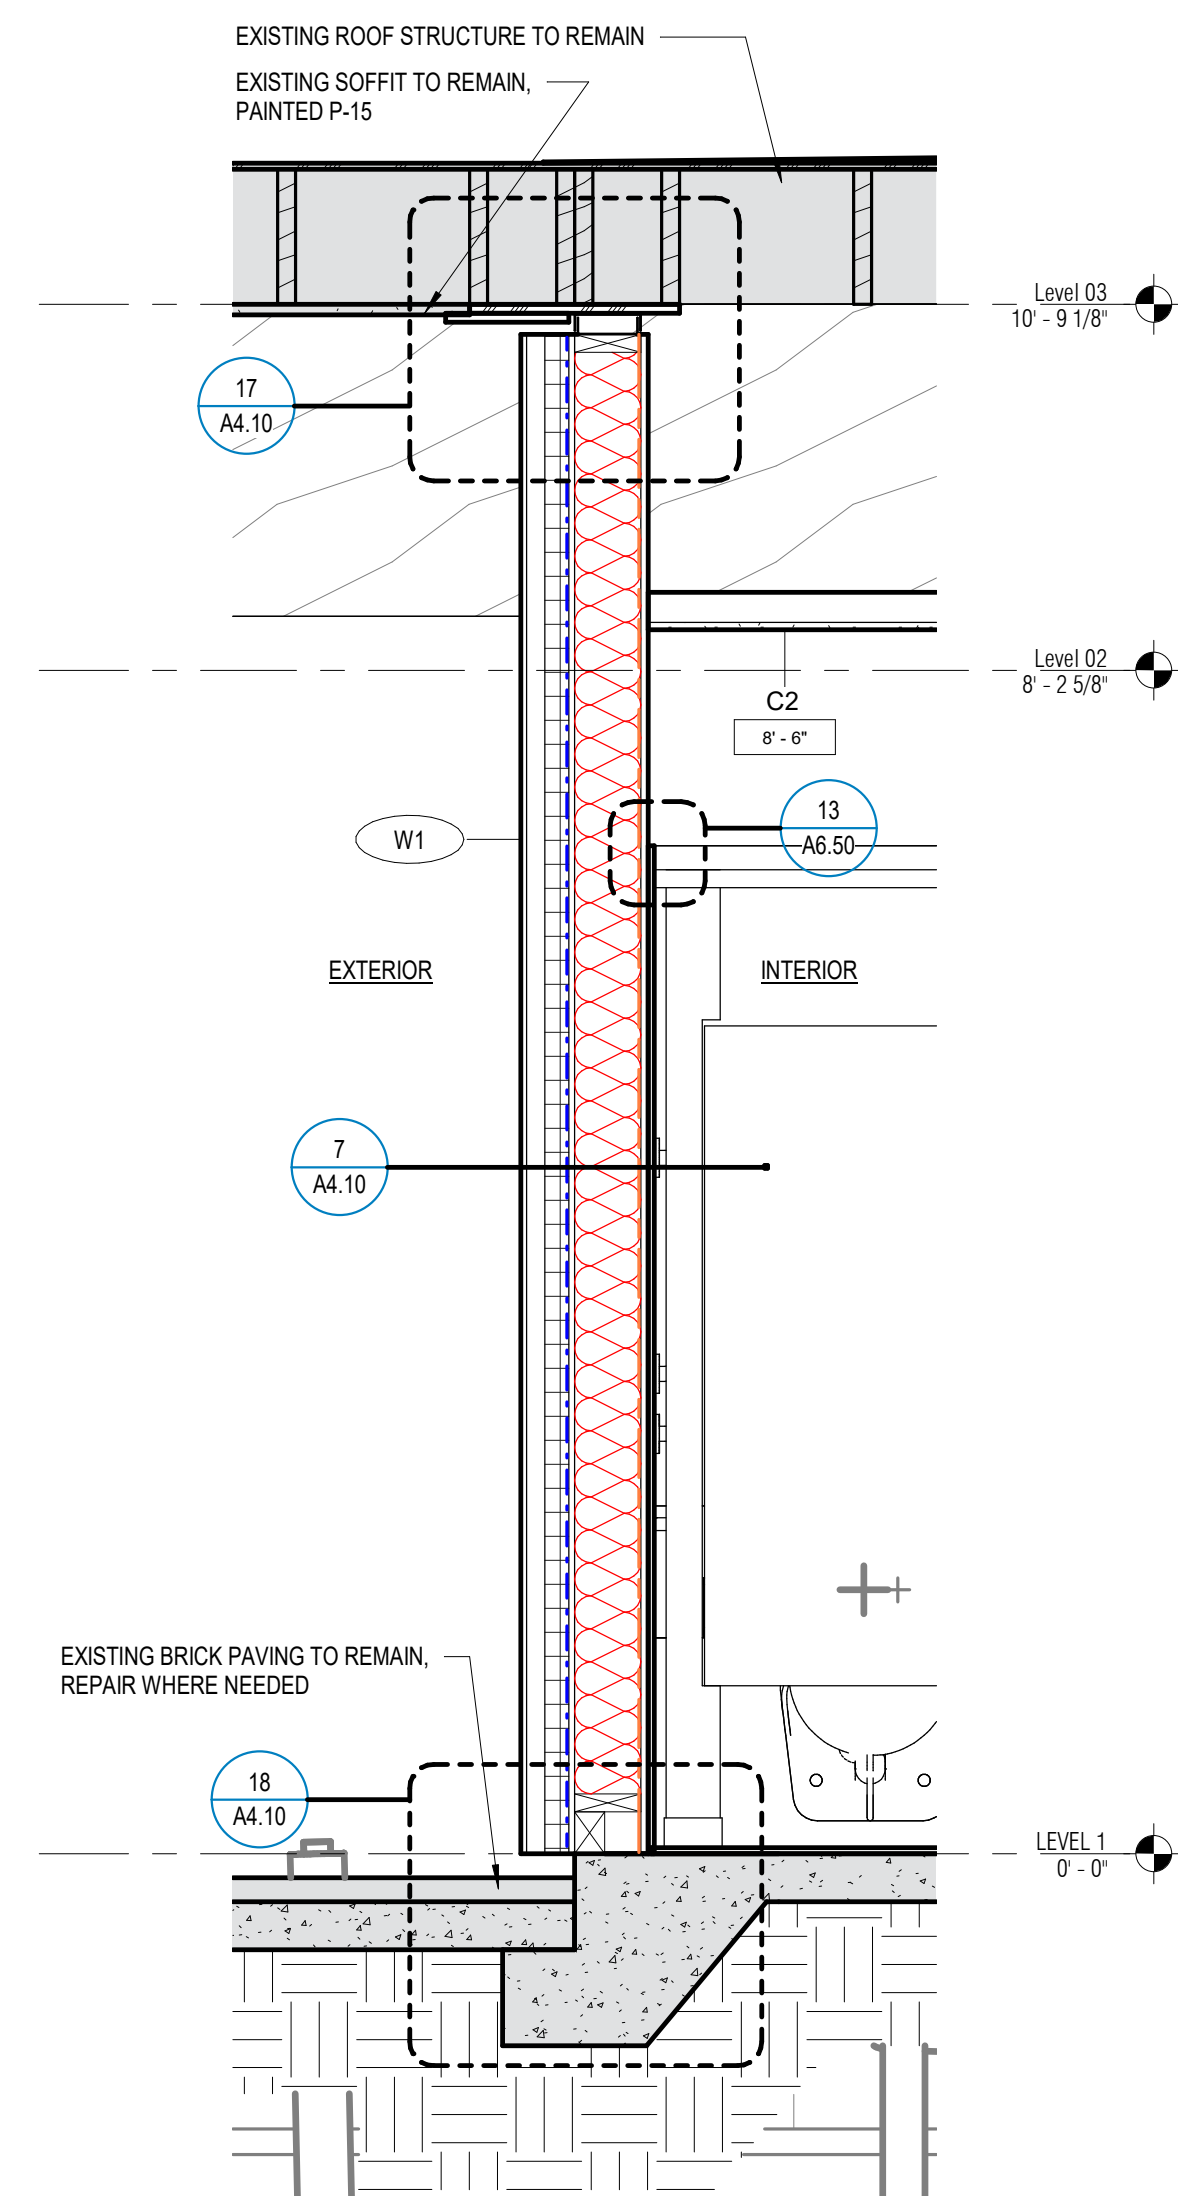 EXISTING ROOF STRUCTURE TO REMAIN
EXISTING SOFFIT TO REMAIN,
PAINTED P-15
Level 03
10' - 9 1/8"
17
A4.10
Level 02
8' - 2 5/8"
C2
8' - 6"
13
A6.50
W1
EXTERIOR
INTERIOR
7
A4.10
EXISTING BRICK PAVING TO REMAIN,
REPAIR WHERE NEEDED
18
A4.10
LEVEL 1
0' - 0"